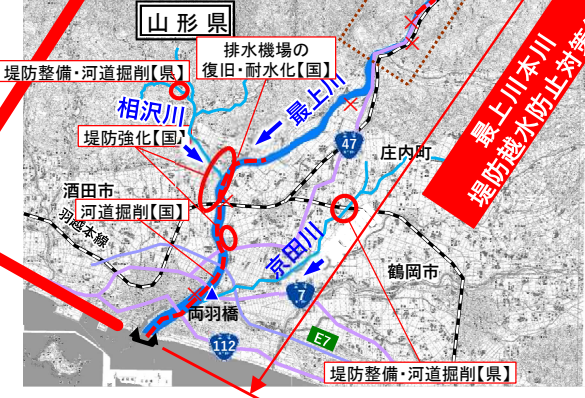 山形県
排水機場の
復旧・耐水化【国】
堤防整備・河道掘削【県】
相沢川
最上川
堤防強化【国】
47
庄内町
酒田市
河道掘削【国】
羽越本線
京田川
鶴岡市
7
両羽橋
112
E7
堤防整備・河道掘削【県】
最上川本川
堤防越水防止対策